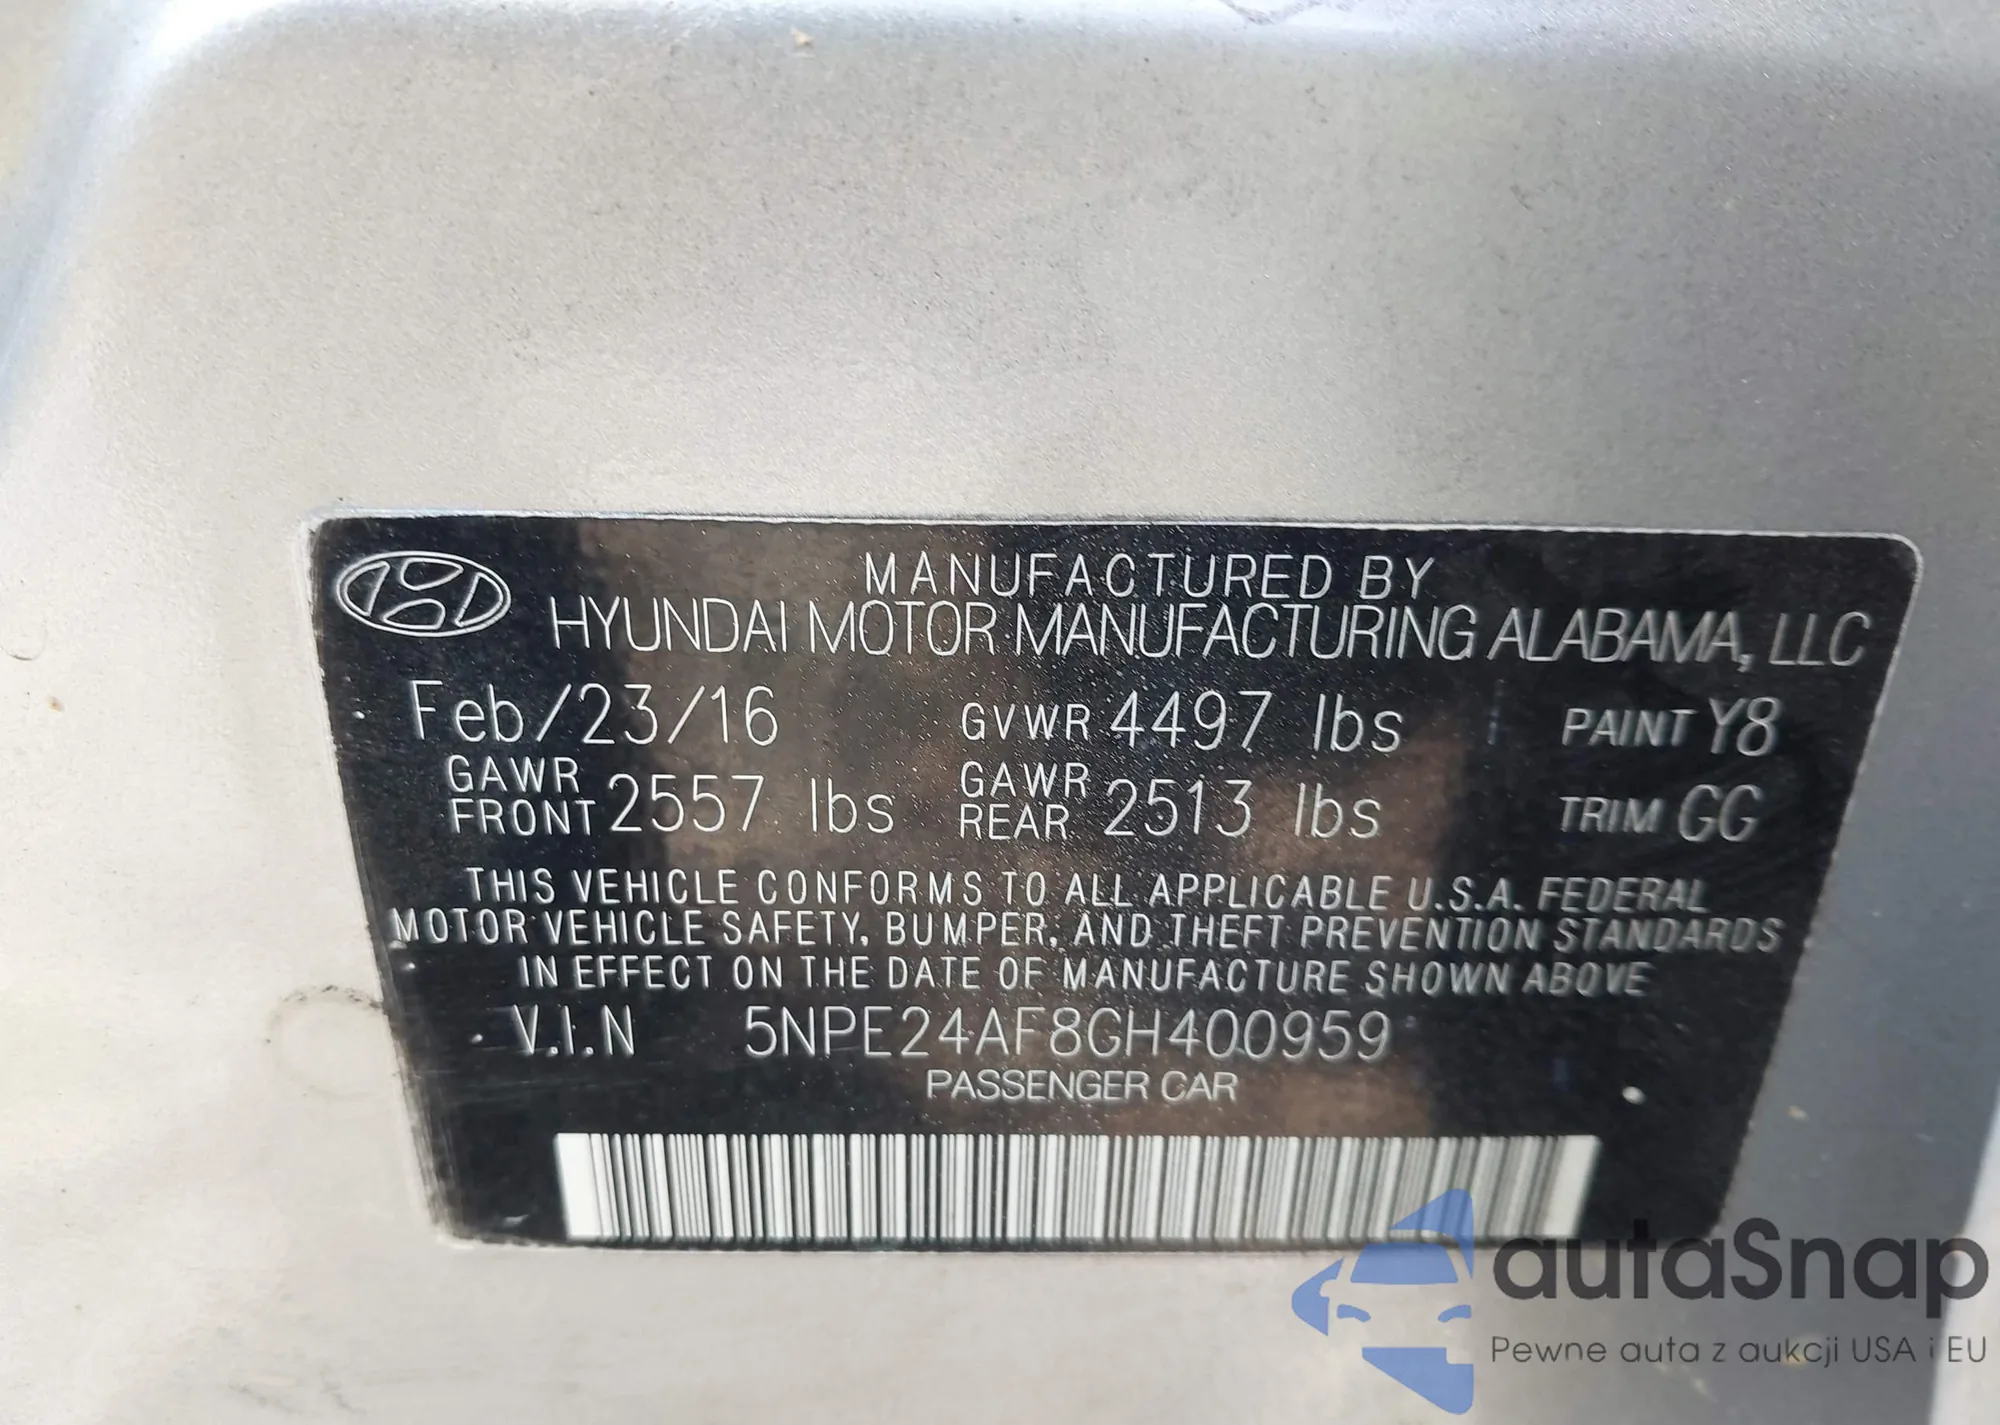 MANUFACTURED BY
HYUNDAI MOTOR MANUFACTURING ALABAMA, LLC
Feb/23/16 GVWR 4497 lbs PAINT Y8
GAWR FRONT 2557 lbs GAWR REAR 2513 lbs TRIM GG
THIS VEHICLE CONFORMS TO ALL APPLICABLE U.S.A. FEDERAL
MOTOR VEHICLE SAFETY, BUMPER, AND THEFT PREVENTION STANDARDS
IN EFFECT ON THE DATE OF MANUFACTURE SHOWN ABOVE
V.I.N 5NPE24AF8GH400959
PASSENGER CAR
autaSnap
Pewne auta z aukcji USA i EU